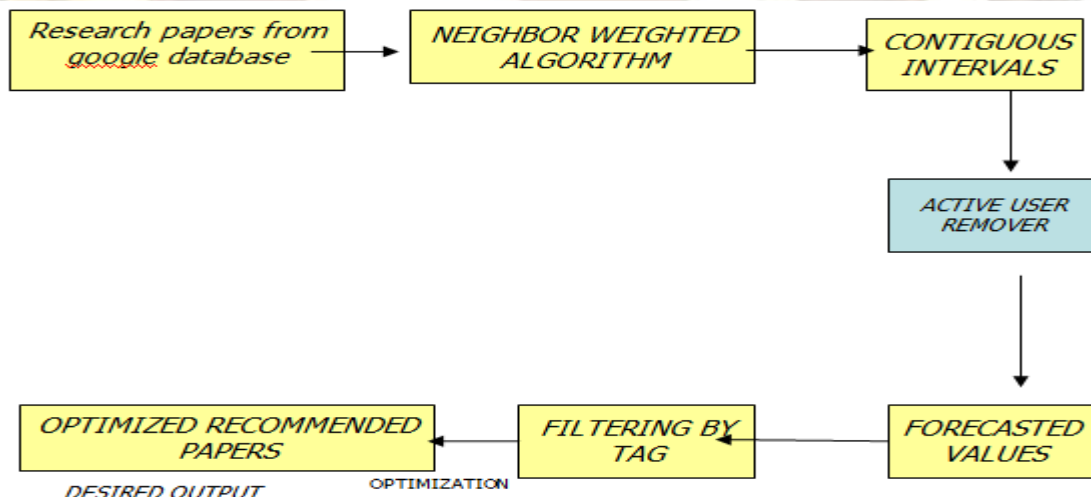 Research papers from
google database
NEIGHBOR WEIGHTED
ALGORITHM
CONTIGUOUS
INTERVALS
ACTIVE USER
REMOVER
FORECASTED
VALUES
FILTERING BY
TAG
OPTIMIZATION
OPTIMIZED RECOMMENDED
PAPERS
DESIRED OUTPUT